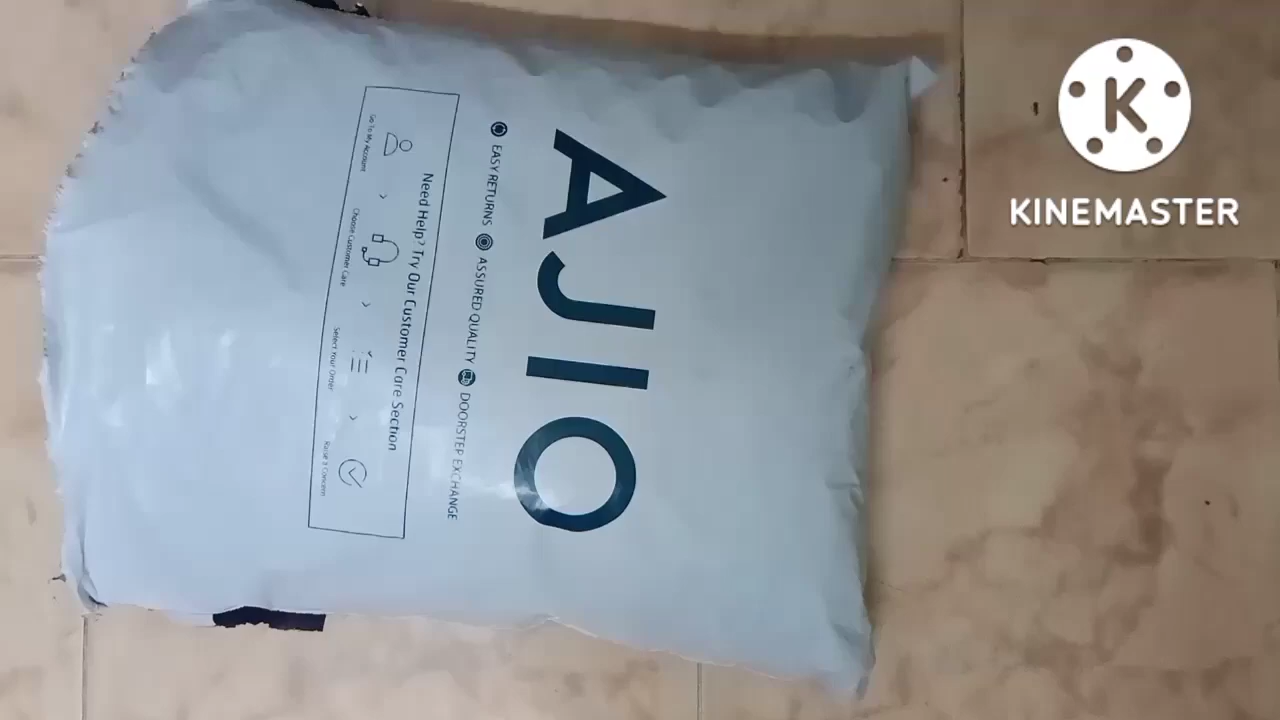 AJIO
EASY RETURNS ASSURED QUALITY DOORSTEP EXCHANGE
Need Help? Try Our Customer Care Section
Go To My Account > Choose Customer Care > Select Your Order > Raise a Concern
K
KINEMASTER